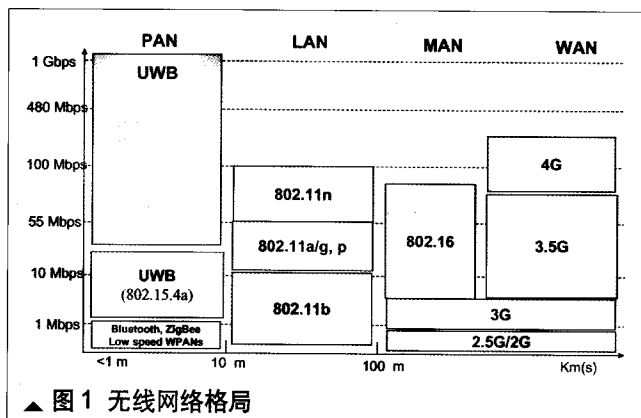 PAN LAN MAN WAN
1 Gbps
UWB
480 Mbps
100 Mbps
4G
802.11n
55 Mbps
802.11a/g, p
802.16
3.5G
10 Mbps
UWB
(802.15.4a)
802.11b
3G
1 Mbps
Bluetooth, ZigBee
Low speed WPANs
2.5G/2G
<1 m 10 m 100 m Km(s)
▲ 图1 无线网络格局